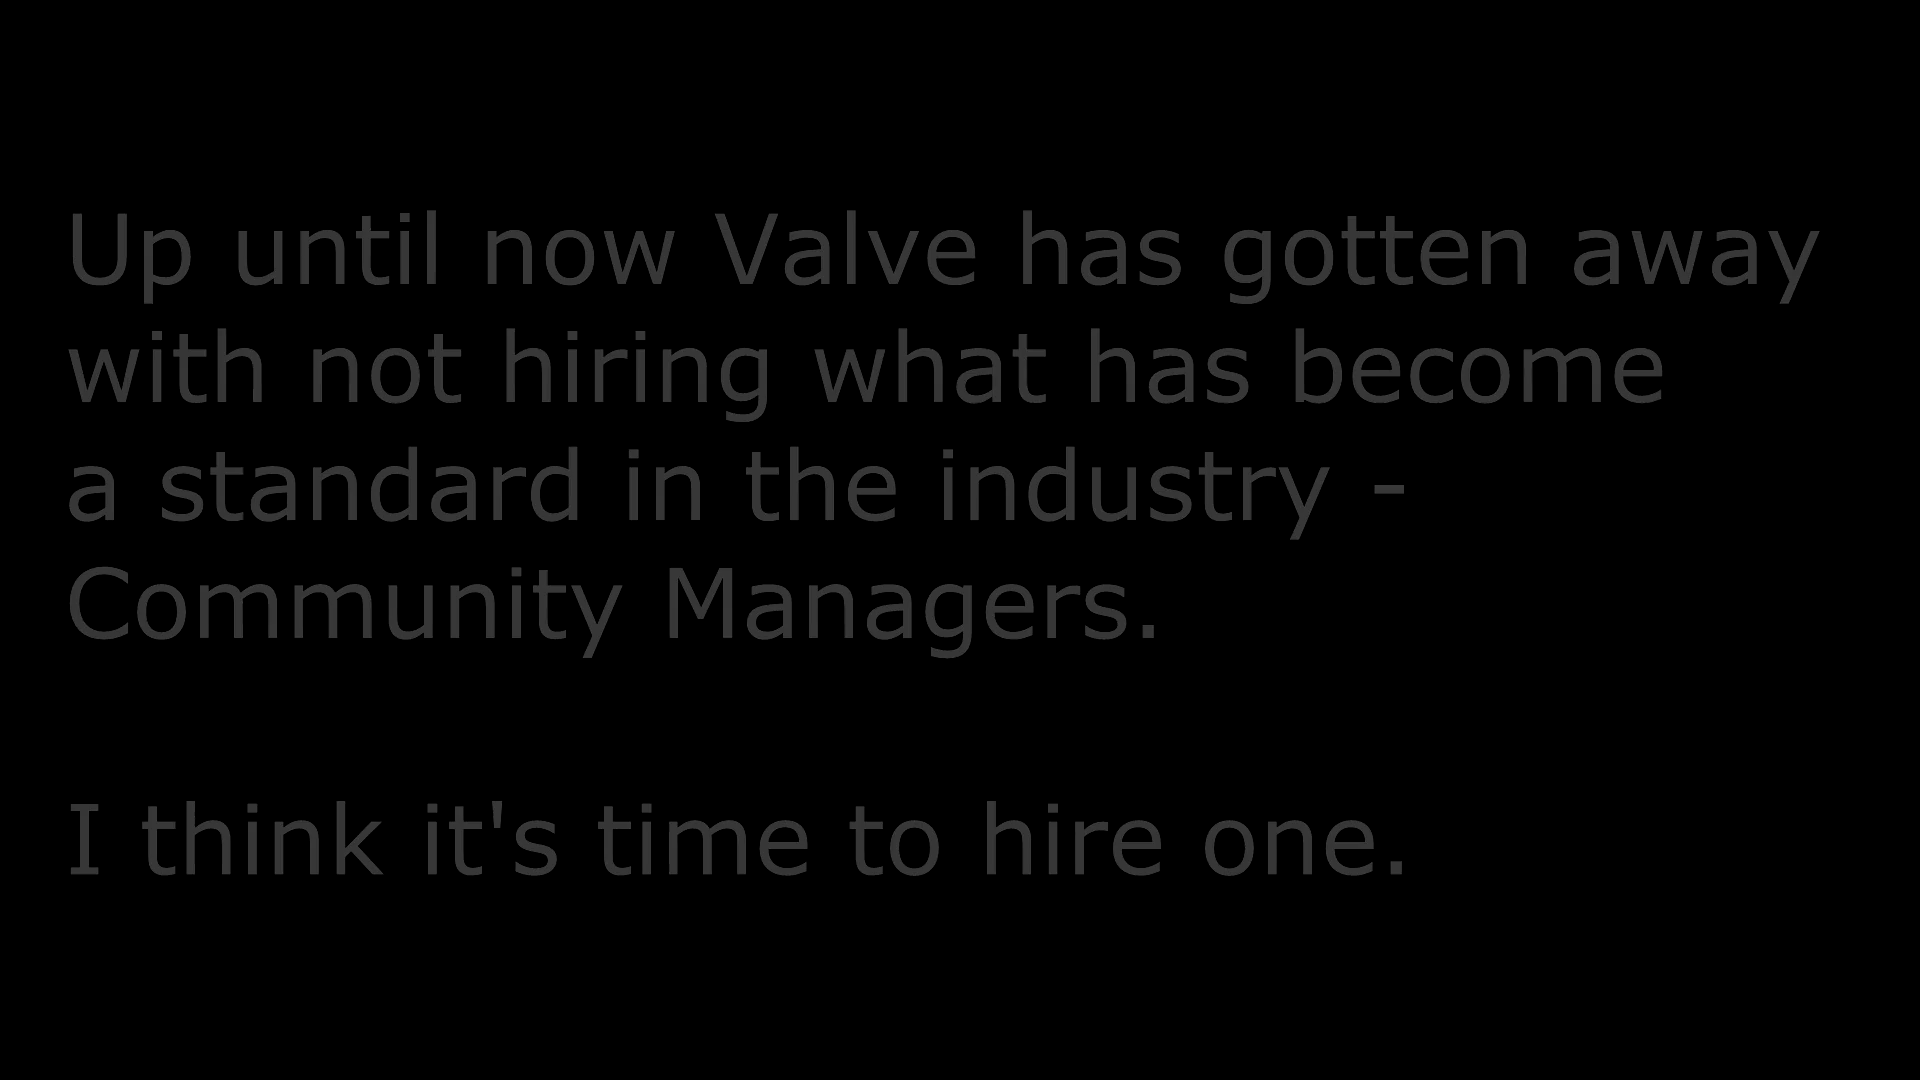 Up until now Valve has gotten away
with not hiring what has become
a standard in the industry -
Community Managers.
I think it's time to hire one.